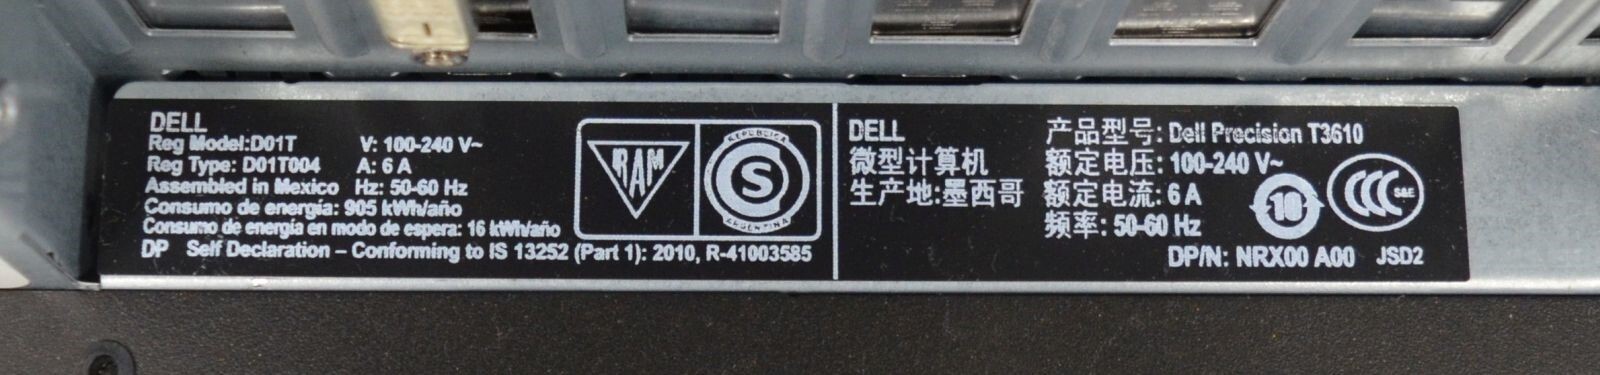 DELL
Reg Model:D01T V: 100-240 V~
Reg Type: D01T004 A: 6 A
Assembled in Mexico Hz: 50-60 Hz
Consumo de energía: 905 kWh/año
Consumo de energía en modo de espera: 16 kWh/año
DP Self Declaration – Conforming to IS 13252 (Part 1): 2010, R-41003585
IRAM
REPUBLICA
S
ARGENTINA
DELL
微型计算机
生产地:墨西哥
产品型号: Dell Precision T3610
额定电压: 100-240 V~
额定电流: 6 A
频率: 50-60 Hz
10
CCC
S&E
DP/N: NRX00 A00 JSD2